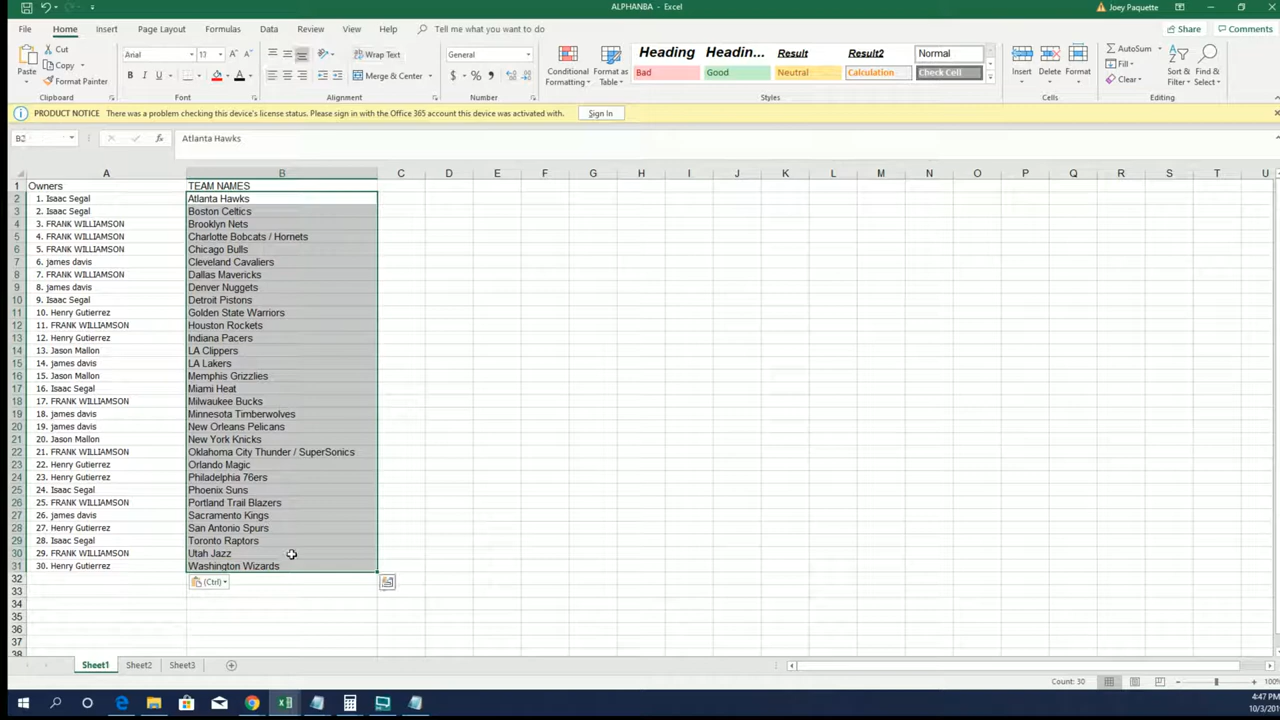 ALPHANBA - Excel
Joey Paquette
File Home Insert Page Layout Formulas Data Review View Help Tell me what you want to do Share Comments
Paste Cut Copy Format Painter Clipboard
Arial 11 Font
Wrap Text Merge & Center Alignment
General Number
Conditional Formatting Format as Table
Heading Headin... Result Result2 Normal
Bad Good Neutral Calculation Check Cell
Styles
Insert Delete Format Cells
AutoSum Fill Clear Sort & Filter Find & Select Editing
PRODUCT NOTICE There was a problem checking this device's license status. Please sign in with the Office 365 account this device was activated with. Sign In
B2 fx Atlanta Hawks
A B C D E F G H I J K L M N O P Q R S T U
1 Owners TEAM NAMES
2 1. Isaac Segal Atlanta Hawks
3 2. Isaac Segal Boston Celtics
4 3. FRANK WILLIAMSON Brooklyn Nets
5 4. FRANK WILLIAMSON Charlotte Bobcats / Hornets
6 5. FRANK WILLIAMSON Chicago Bulls
7 6. james davis Cleveland Cavaliers
8 7. FRANK WILLIAMSON Dallas Mavericks
9 8. james davis Denver Nuggets
10 9. Isaac Segal Detroit Pistons
11 10. Henry Gutierrez Golden State Warriors
12 11. FRANK WILLIAMSON Houston Rockets
13 12. Henry Gutierrez Indiana Pacers
14 13. Jason Mallon LA Clippers
15 14. james davis LA Lakers
16 15. Jason Mallon Memphis Grizzlies
17 16. Isaac Segal Miami Heat
18 17. FRANK WILLIAMSON Milwaukee Bucks
19 18. james davis Minnesota Timberwolves
20 19. james davis New Orleans Pelicans
21 20. Jason Mallon New York Knicks
22 21. FRANK WILLIAMSON Oklahoma City Thunder / SuperSonics
23 22. Henry Gutierrez Orlando Magic
24 23. Henry Gutierrez Philadelphia 76ers
25 24. Isaac Segal Phoenix Suns
26 25. FRANK WILLIAMSON Portland Trail Blazers
27 26. james davis Sacramento Kings
28 27. Henry Gutierrez San Antonio Spurs
29 28. Isaac Segal Toronto Raptors
30 29. FRANK WILLIAMSON Utah Jazz
31 30. Henry Gutierrez Washington Wizards
32 (Ctrl)
33
34
35
36
37
38
Sheet1 Sheet2 Sheet3
Count: 30 100%
4:47 PM